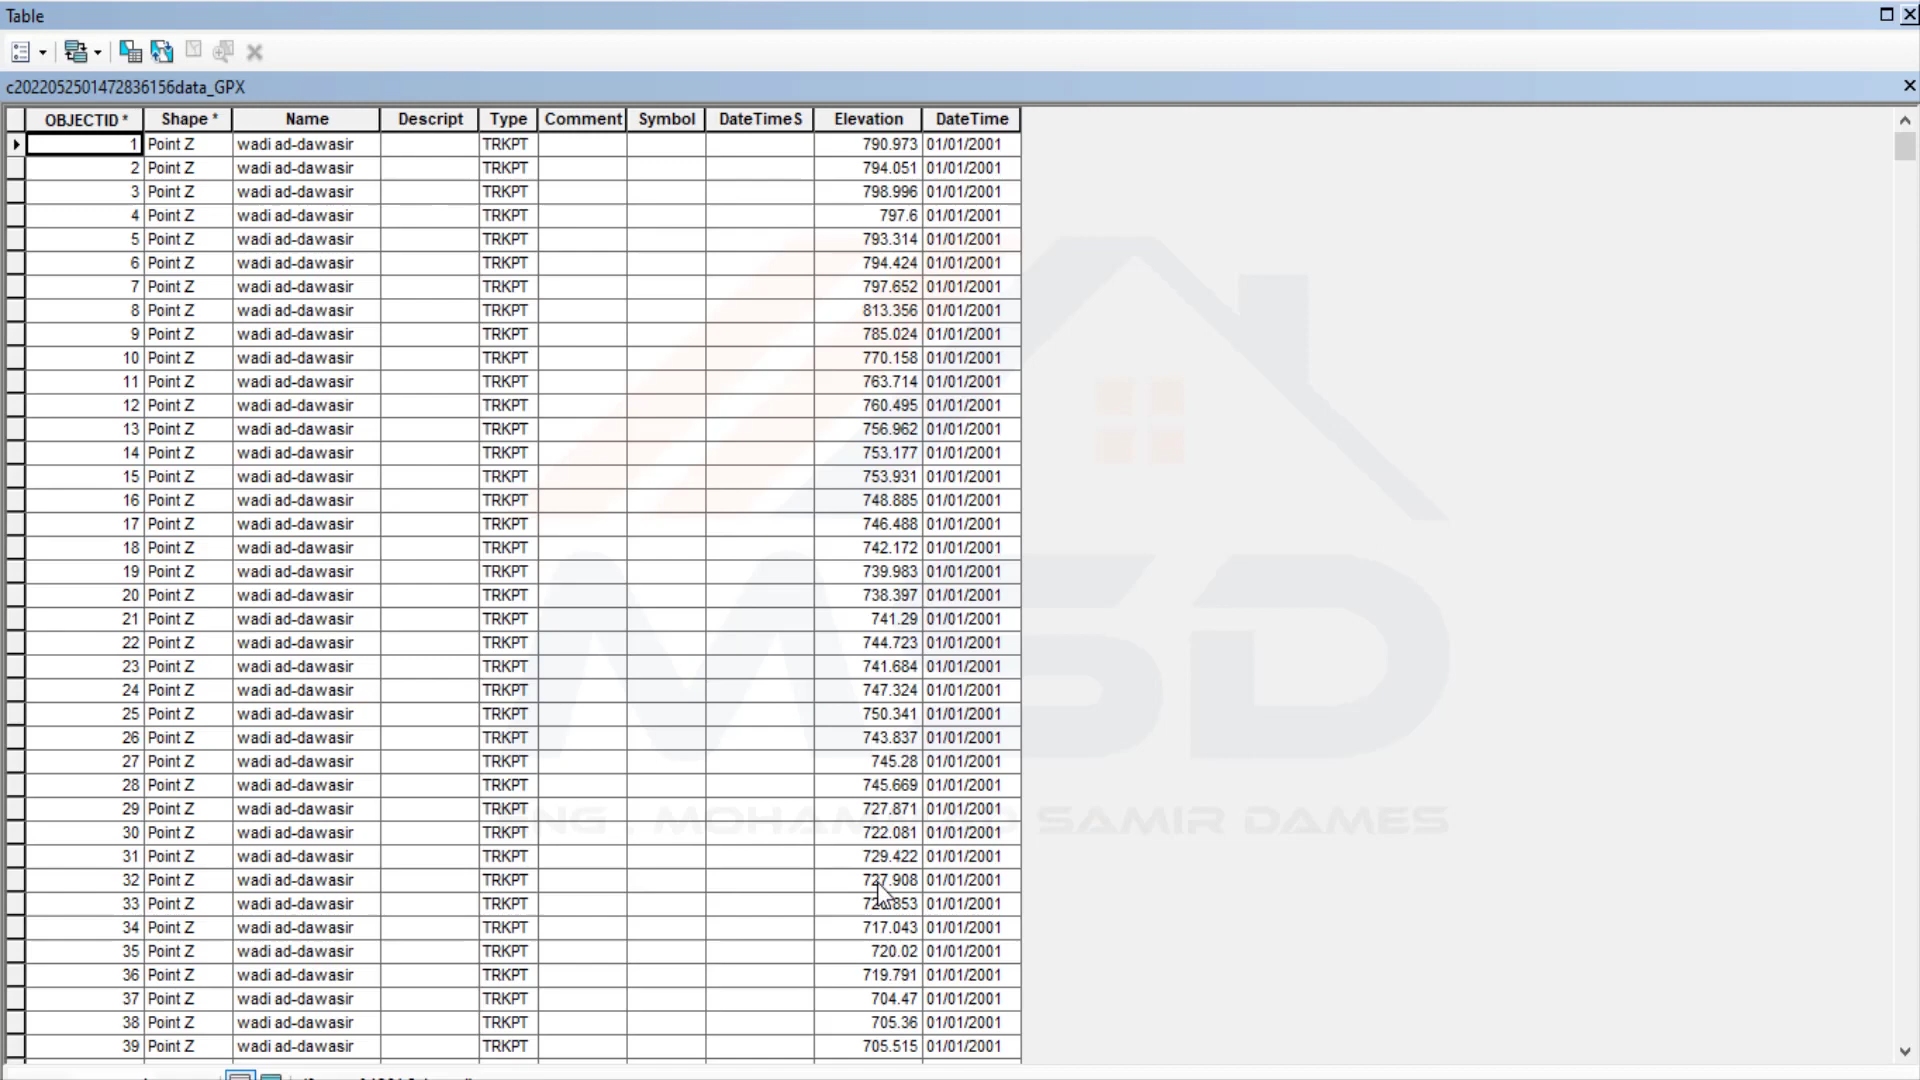 Table
c2022052501472836156data_GPX
OBJECTID * Shape * Name Descript Type Comment Symbol DateTimeS Elevation DateTime
1 Point Z wadi ad-dawasir TRKPT 790.973 01/01/2001
2 Point Z wadi ad-dawasir TRKPT 794.051 01/01/2001
3 Point Z wadi ad-dawasir TRKPT 798.996 01/01/2001
4 Point Z wadi ad-dawasir TRKPT 797.6 01/01/2001
5 Point Z wadi ad-dawasir TRKPT 793.314 01/01/2001
6 Point Z wadi ad-dawasir TRKPT 794.424 01/01/2001
7 Point Z wadi ad-dawasir TRKPT 797.652 01/01/2001
8 Point Z wadi ad-dawasir TRKPT 813.356 01/01/2001
9 Point Z wadi ad-dawasir TRKPT 785.024 01/01/2001
10 Point Z wadi ad-dawasir TRKPT 770.158 01/01/2001
11 Point Z wadi ad-dawasir TRKPT 763.714 01/01/2001
12 Point Z wadi ad-dawasir TRKPT 760.495 01/01/2001
13 Point Z wadi ad-dawasir TRKPT 756.962 01/01/2001
14 Point Z wadi ad-dawasir TRKPT 753.177 01/01/2001
15 Point Z wadi ad-dawasir TRKPT 753.931 01/01/2001
16 Point Z wadi ad-dawasir TRKPT 748.885 01/01/2001
17 Point Z wadi ad-dawasir TRKPT 746.488 01/01/2001
18 Point Z wadi ad-dawasir TRKPT 742.172 01/01/2001
19 Point Z wadi ad-dawasir TRKPT 739.983 01/01/2001
20 Point Z wadi ad-dawasir TRKPT 738.397 01/01/2001
21 Point Z wadi ad-dawasir TRKPT 741.29 01/01/2001
22 Point Z wadi ad-dawasir TRKPT 744.723 01/01/2001
23 Point Z wadi ad-dawasir TRKPT 741.684 01/01/2001
24 Point Z wadi ad-dawasir TRKPT 747.324 01/01/2001
25 Point Z wadi ad-dawasir TRKPT 750.341 01/01/2001
26 Point Z wadi ad-dawasir TRKPT 743.837 01/01/2001
27 Point Z wadi ad-dawasir TRKPT 745.28 01/01/2001
28 Point Z wadi ad-dawasir TRKPT 745.669 01/01/2001
29 Point Z wadi ad-dawasir TRKPT 727.871 01/01/2001
30 Point Z wadi ad-dawasir TRKPT 722.081 01/01/2001
31 Point Z wadi ad-dawasir TRKPT 729.422 01/01/2001
32 Point Z wadi ad-dawasir TRKPT 727.908 01/01/2001
33 Point Z wadi ad-dawasir TRKPT 01/01/2001
34 Point Z wadi ad-dawasir TRKPT 717.043 01/01/2001
35 Point Z wadi ad-dawasir TRKPT 720.02 01/01/2001
36 Point Z wadi ad-dawasir TRKPT 719.791 01/01/2001
37 Point Z wadi ad-dawasir TRKPT 704.47 01/01/2001
38 Point Z wadi ad-dawasir TRKPT 705.36 01/01/2001
39 Point Z wadi ad-dawasir TRKPT 705.515 01/01/2001
MSD
SAMIR DAMES